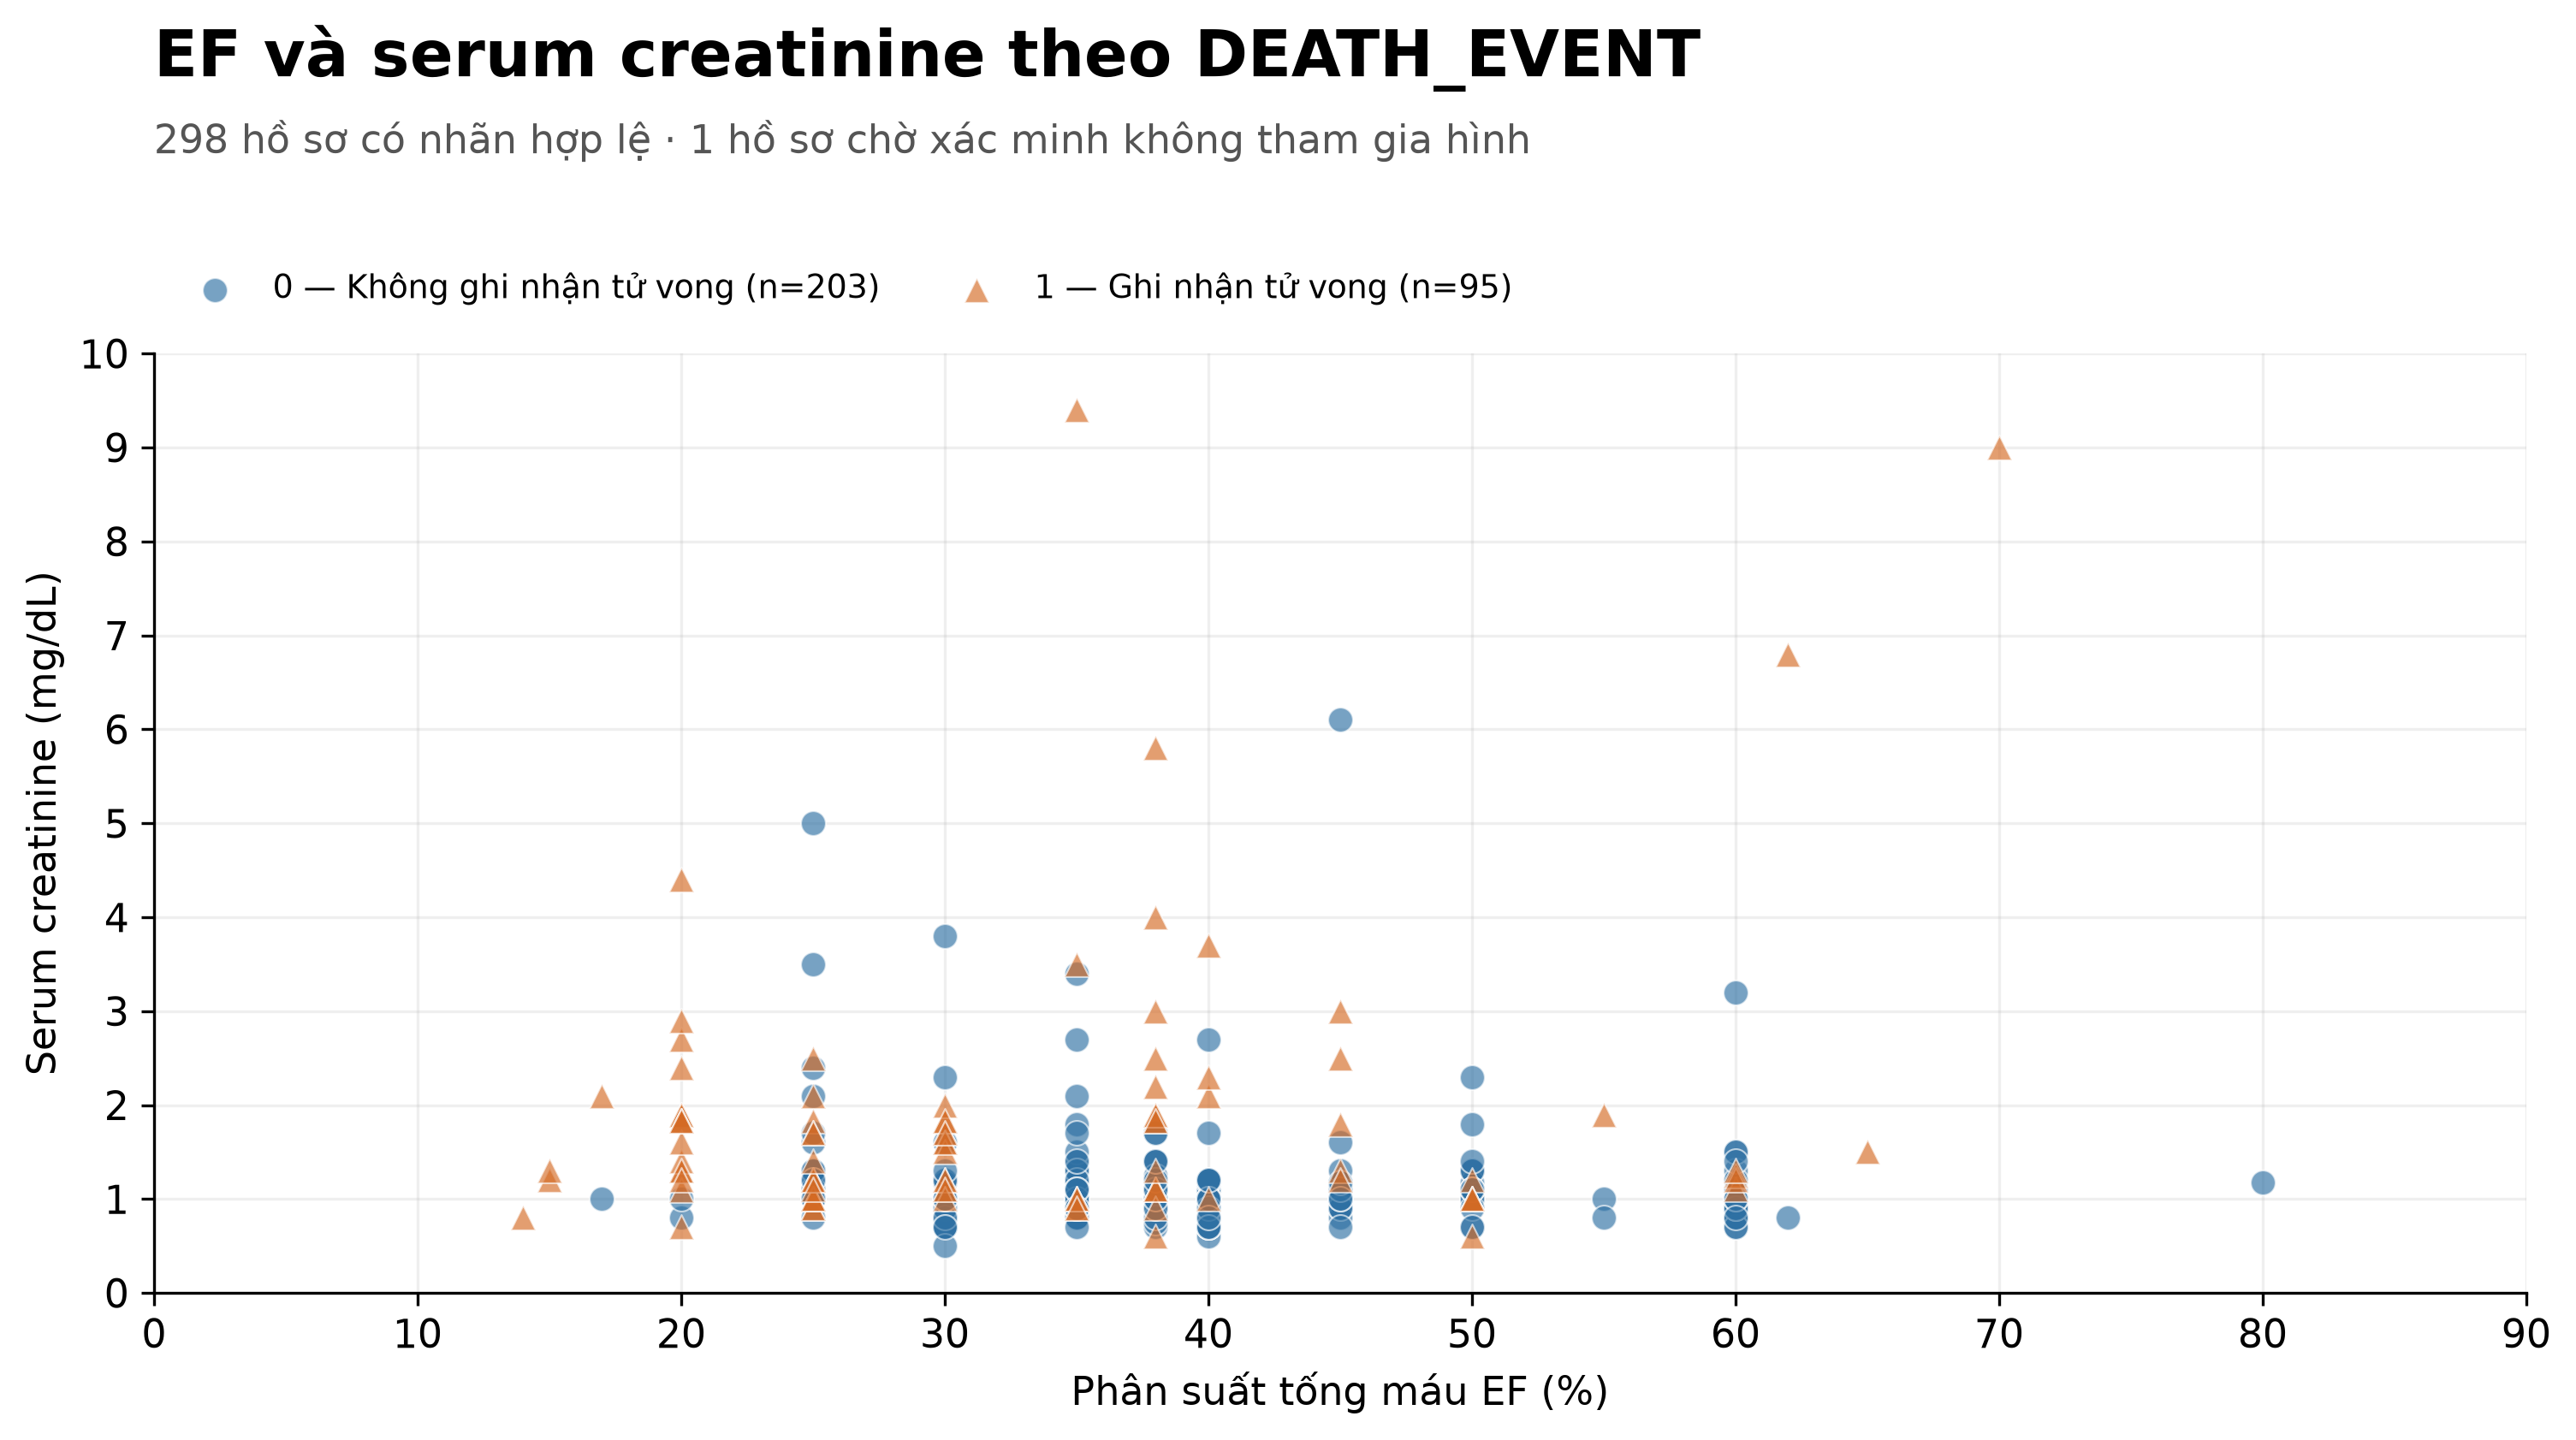 EF và serum creatinine theo DEATH_EVENT
298 hồ sơ có nhãn hợp lệ · 1 hồ sơ chờ xác minh không tham gia hình
0 — Không ghi nhận tử vong (n=203)
1 — Ghi nhận tử vong (n=95)
Serum creatinine (mg/dL)
10
9
8
7
6
5
4
3
2
1
0
0 10 20 30 40 50 60 70 80 90
Phân suất tống máu EF (%)